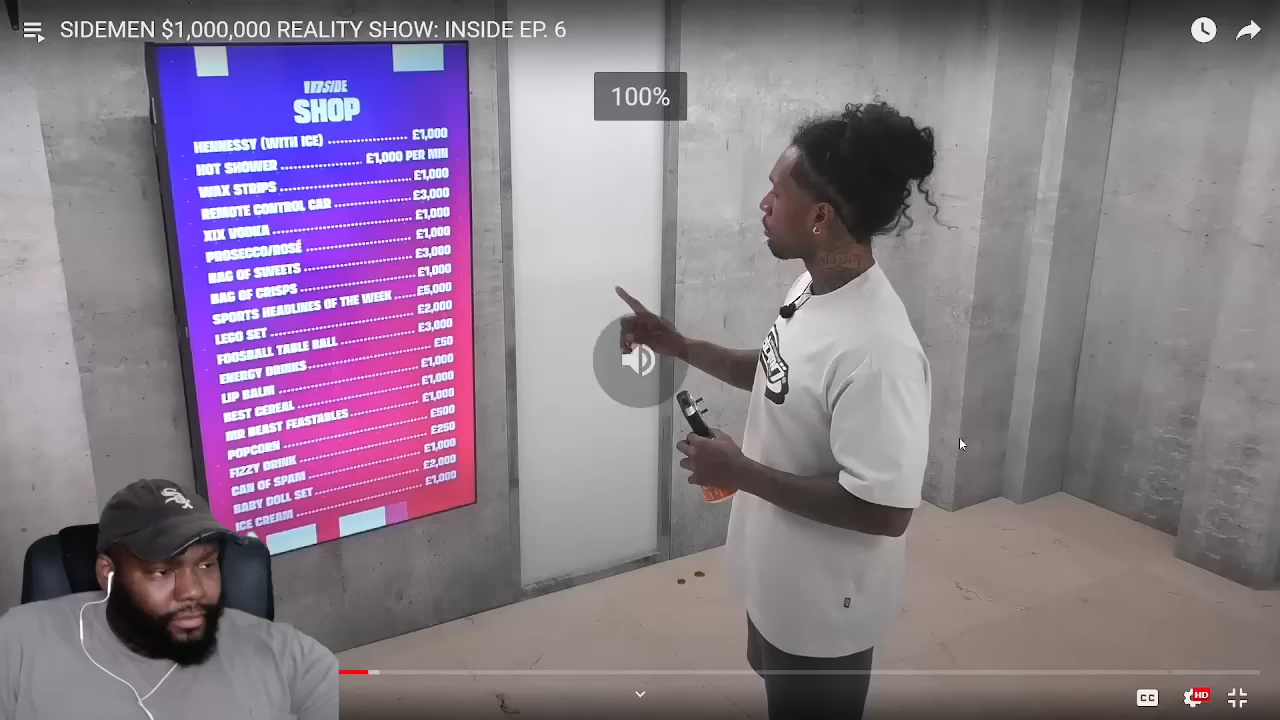 SIDEMEN $1,000,000 REALITY SHOW: INSIDE EP. 6
100%
INSIDE
SHOP
HENNESSY (WITH ICE) .................. £1,000
HOT SHOWER .................. £1,000 PER MIN
WAX STRIPS .................. £1,000
REMOTE CONTROL CAR .................. £3,000
XIX VODKA .................. £1,000
PROSECCO/ROSÉ .................. £1,000
BAG OF SWEETS .................. £3,000
BAG OF CRISPS .................. £1,000
SPORTS HEADLINES OF THE WEEK ...... £5,000
LEGO SET .................. £2,000
FOOSBALL TABLE BALL .................. £3,000
ENERGY DRINKS .................. £50
LIP BALM .................. £1,000
BEST CEREAL .................. £1,000
MR BEAST FEASTABLES .................. £1,000
POPCORN .................. £500
FIZZY DRINK .................. £250
CAN OF SPAM .................. £1,000
BABY DOLL SET .................. £2,000
ICE CREAM .................. £1,000
Sox
CC
HD